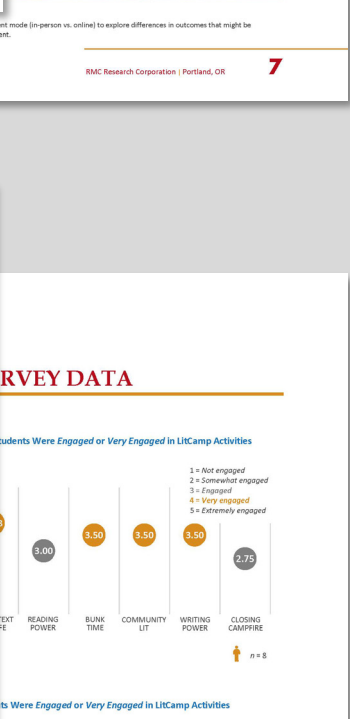 nt mode (in-person vs. online) to explore differences in outcomes that might be
ent.
RMC Research Corporation | Portland, OR 7
RVEY DATA
tudents Were Engaged or Very Engaged in LitCamp Activities
1 = Not engaged
2 = Somewhat engaged
3 = Engaged
4 = Very engaged
5 = Extremely engaged
3.00
3.50
3.50
3.50
2.75
READING POWER
BUNK TIME
COMMUNITY LIT
WRITING POWER
CLOSING CAMPFIRE
n = 8
ts Were Engaged or Very Engaged in LitCamp Activities